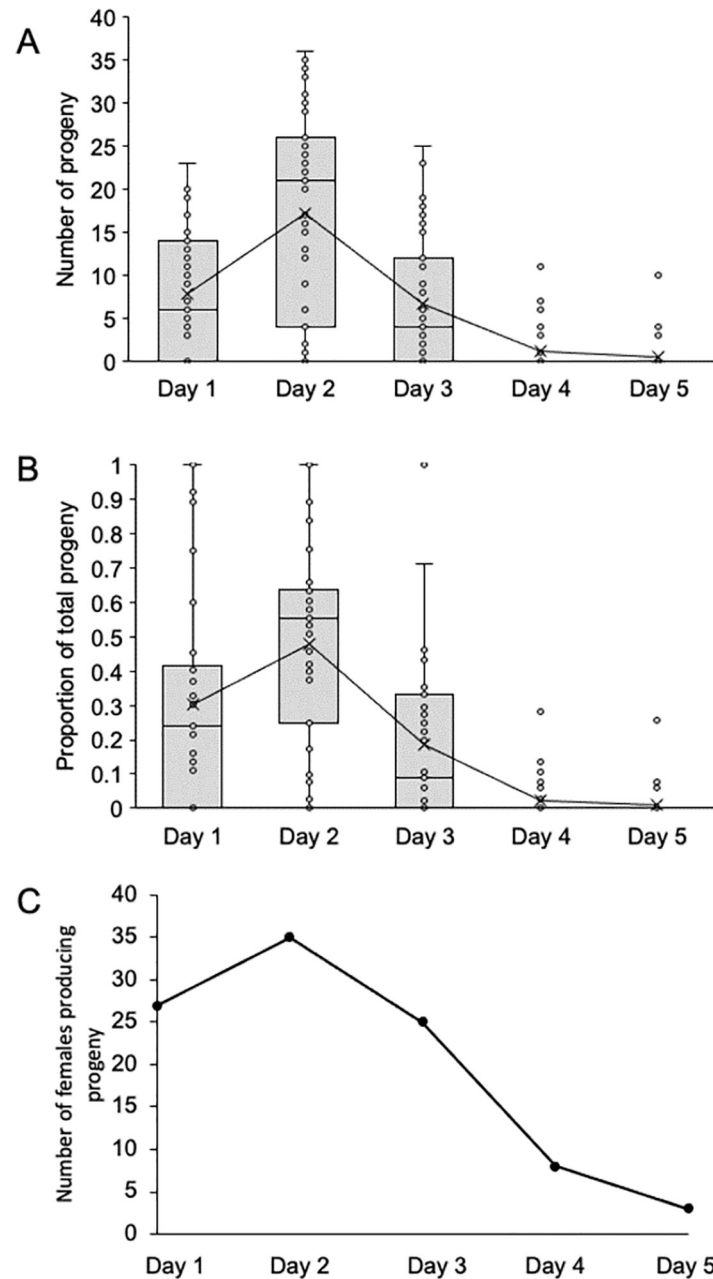 A
Number of progeny
40
35
30
25
20
15
10
5
0
Day 1 Day 2 Day 3 Day 4 Day 5
B
Proportion of total progeny
1
0.9
0.8
0.7
0.6
0.5
0.4
0.3
0.2
0.1
0
Day 1 Day 2 Day 3 Day 4 Day 5
C
Number of females producing
progeny
40
35
30
25
20
15
10
5
0
Day 1 Day 2 Day 3 Day 4 Day 5